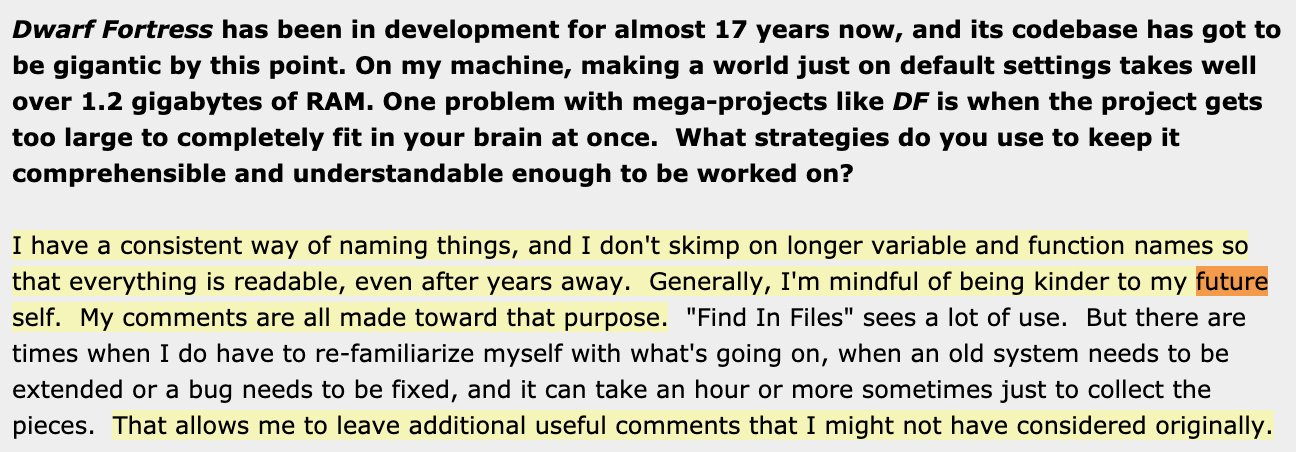 Dwarf Fortress has been in development for almost 17 years now, and its codebase has got to
be gigantic by this point. On my machine, making a world just on default settings takes well
over 1.2 gigabytes of RAM. One problem with mega-projects like DF is when the project gets
too large to completely fit in your brain at once.  What strategies do you use to keep it
comprehensible and understandable enough to be worked on?
I have a consistent way of naming things, and I don't skimp on longer variable and function names so
that everything is readable, even after years away.  Generally, I'm mindful of being kinder to my future
self.  My comments are all made toward that purpose.  "Find In Files" sees a lot of use.  But there are
times when I do have to re-familiarize myself with what's going on, when an old system needs to be
extended or a bug needs to be fixed, and it can take an hour or more sometimes just to collect the
pieces.  That allows me to leave additional useful comments that I might not have considered originally.